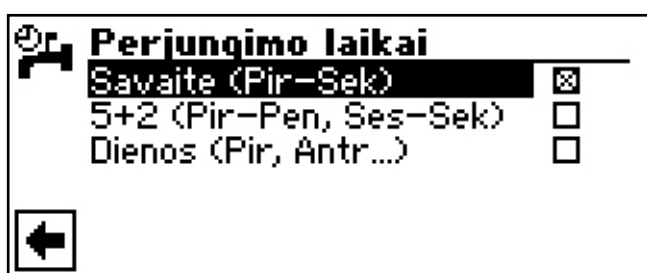 Perjungimo laikai
Savaite (Pir-Sek)
5+2 (Pir-Pen, Ses-Sek)
Dienos (Pir, Antr...)